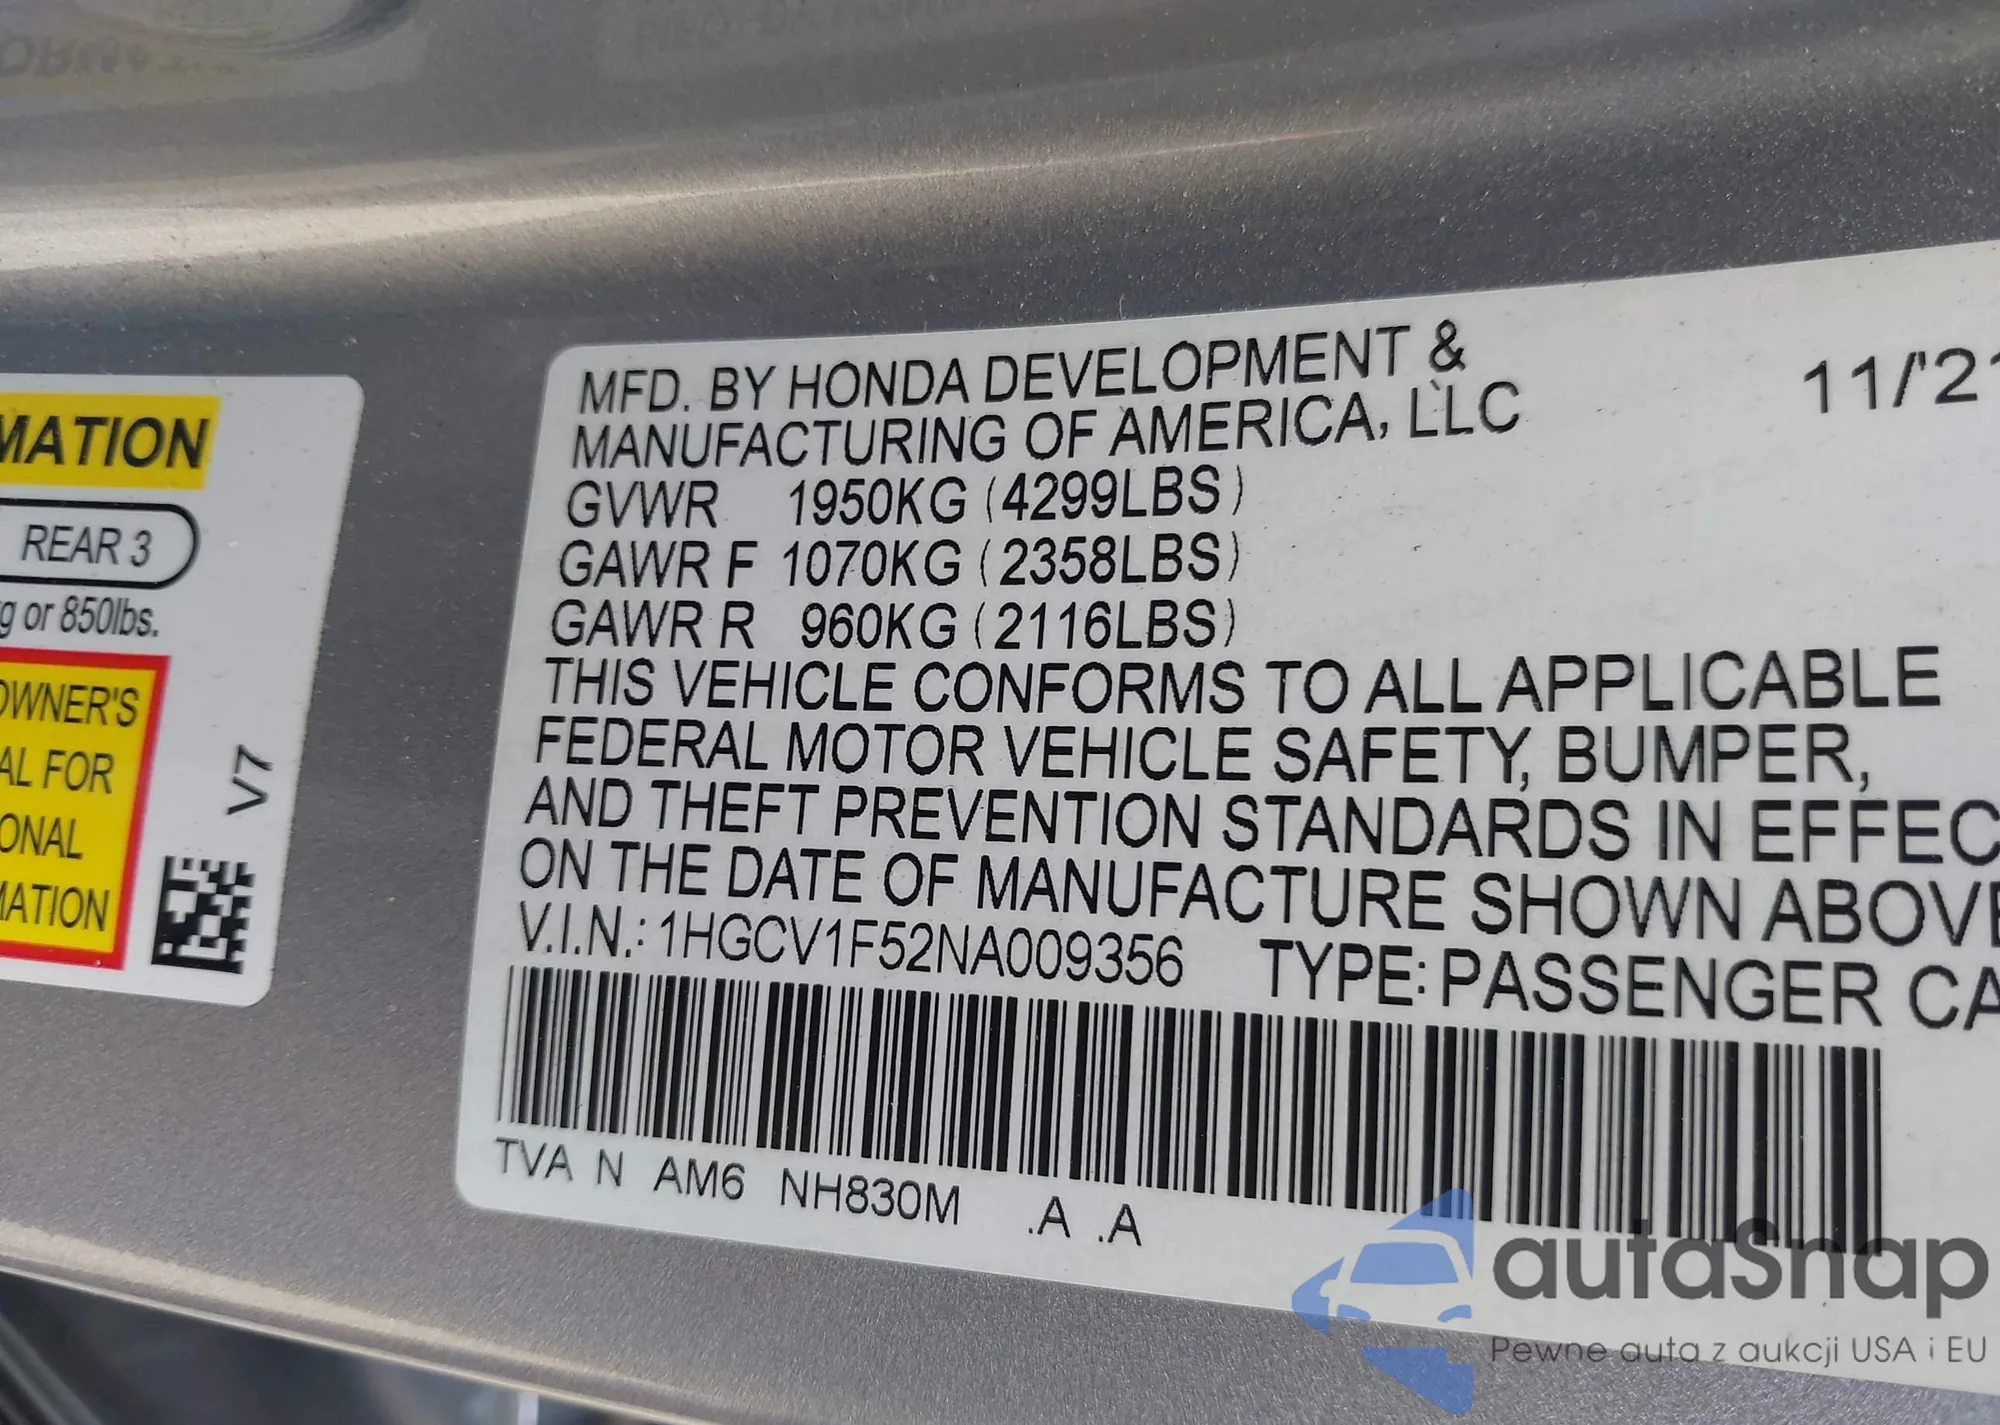 MATION
REAR 3
g or 850lbs.
OWNER'S
AL FOR
ONAL
MATION
V7
MFD. BY HONDA DEVELOPMENT &
MANUFACTURING OF AMERICA, LLC
11/'21
GVWR 1950KG (4299LBS)
GAWR F 1070KG (2358LBS)
GAWR R 960KG (2116LBS)
THIS VEHICLE CONFORMS TO ALL APPLICABLE
FEDERAL MOTOR VEHICLE SAFETY, BUMPER,
AND THEFT PREVENTION STANDARDS IN EFFEC
ON THE DATE OF MANUFACTURE SHOWN ABOVE
V.I.N.: 1HGCV1F52NA009356 TYPE: PASSENGER CA
TVA N AM6 NH830M .A .A
autaSnap
Pewne auta z aukcji USA i EU